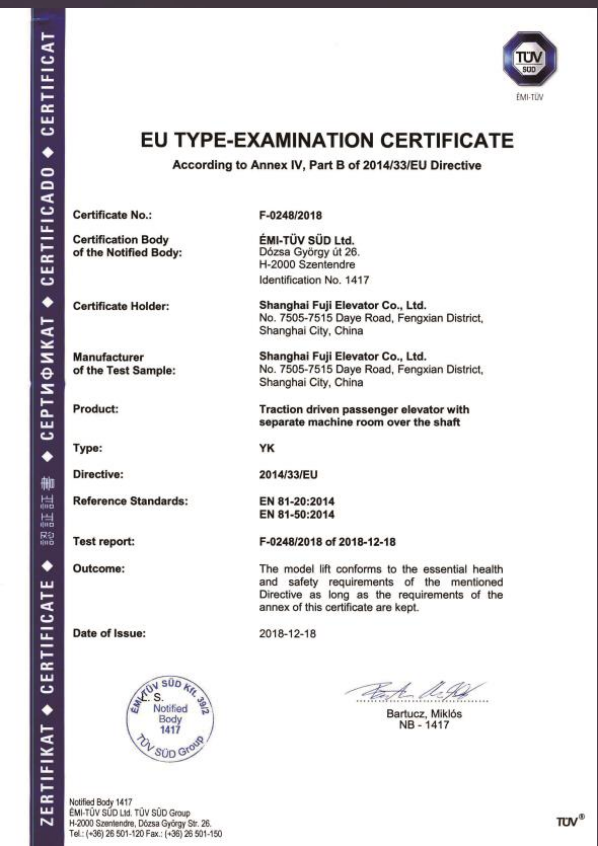 TÜV
SÜD
ÉMI-TÜV
EU TYPE-EXAMINATION CERTIFICATE
According to Annex IV, Part B of 2014/33/EU Directive
Certificate No.: F-0248/2018
Certification Body ÉMI-TÜV SÜD Ltd.
of the Notified Body: Dózsa György út 26.
H-2000 Szentendre
Identification No. 1417
Certificate Holder: Shanghai Fuji Elevator Co., Ltd.
No. 7505-7515 Daye Road, Fengxian District,
Shanghai City, China
Manufacturer Shanghai Fuji Elevator Co., Ltd.
of the Test Sample: No. 7505-7515 Daye Road, Fengxian District,
Shanghai City, China
Product: Traction driven passenger elevator with
separate machine room over the shaft
Type: YK
Directive: 2014/33/EU
Reference Standards: EN 81-20:2014
EN 81-50:2014
Test report: F-0248/2018 of 2018-12-18
Outcome: The model lift conforms to the essential health
and safety requirements of the mentioned
Directive as long as the requirements of the
annex of this certificate are kept.
Date of Issue: 2018-12-18
ÉMI-TÜV SÜD Kft. 39/2
L. S.
Notified
Body
1417
TÜV SÜD Group
Bartucz, Miklós
NB - 1417
Notified Body 1417
ÉMI-TÜV SÜD Ltd. TÜV SÜD Group
H-2000 Szentendre, Dózsa György Str. 26.
Tel.: (+36) 26 501-120 Fax.: (+36) 26 501-150
TÜV®
ZERTIFIKAT ◆ CERTIFICATE ◆ 認証証書 ◆ СЕРТИФИКАТ ◆ CERTIFICADO ◆ CERTIFICAT